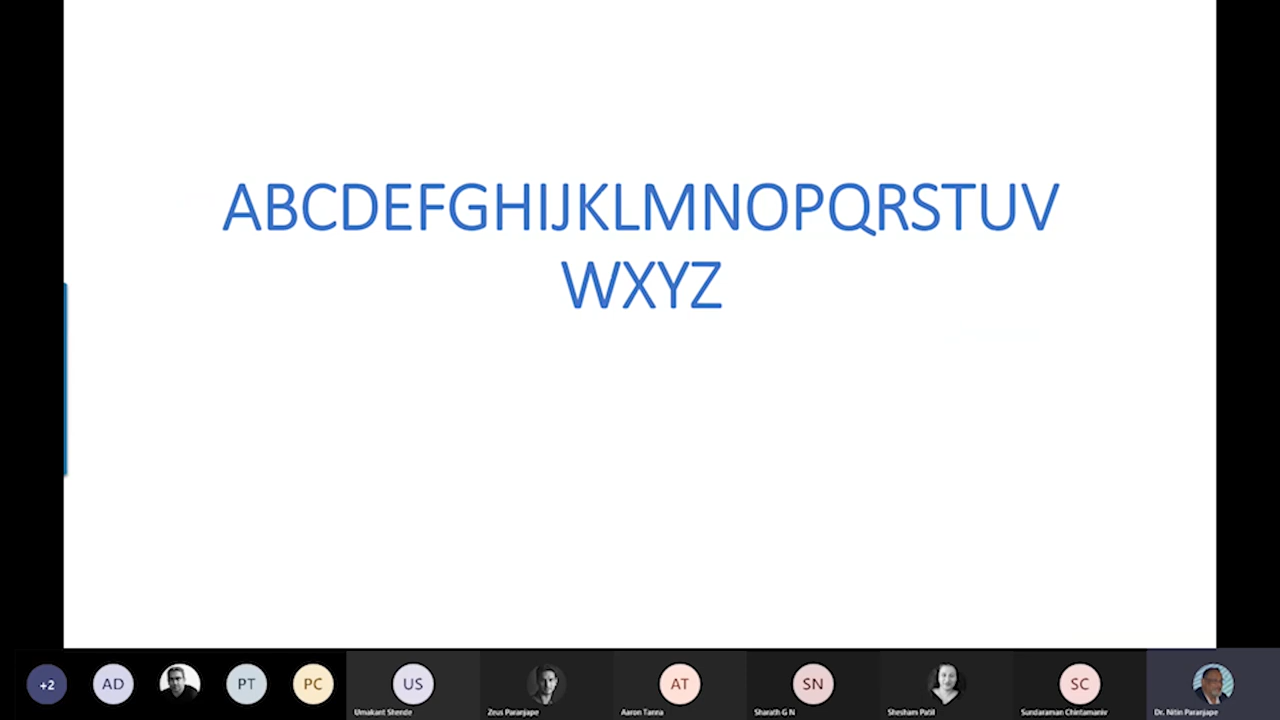 ABCDEFGHIJKLMNOPQRSTUV
WXYZ
+2 AD PT PC US AT SN SC
Umakant Shende Zeus Paranjape Aaron Tanna Sharath G N Shesham Patil Sundaraman Chintamaniv Dr. Nitin Paranjape